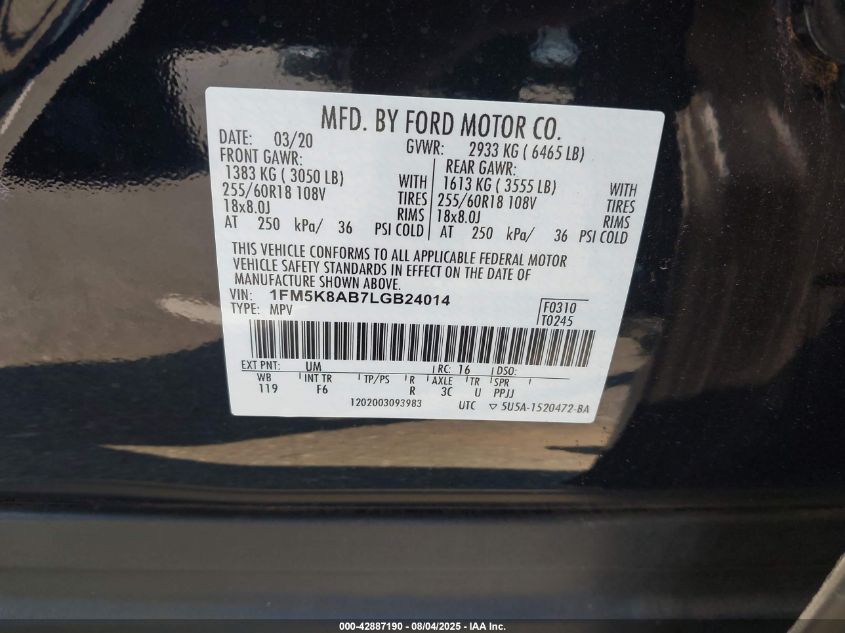 MFD. BY FORD MOTOR CO.
DATE: 03/20 GVWR: 2933 KG ( 6465 LB)
FRONT GAWR: REAR GAWR:
1383 KG ( 3050 LB) WITH 1613 KG ( 3555 LB) WITH
255/60R18 108V TIRES 255/60R18 108V TIRES
18x8.0J RIMS 18x8.0J RIMS
AT 250 kPa/ 36 PSI COLD AT 250 kPa/ 36 PSI COLD
THIS VEHICLE CONFORMS TO ALL APPLICABLE FEDERAL MOTOR
VEHICLE SAFETY STANDARDS IN EFFECT ON THE DATE OF
MANUFACTURE SHOWN ABOVE.
VIN: 1FM5K8AB7LGB24014
TYPE: MPV
F0310
T0245
EXT PNT: UM RC: 16 DSO:
WB INT TR TP/PS R AXLE TR SPR
119 F6 R 3C U PPJJ
1202003093983 UTC ▽ 5U5A-1520472-BA
000-42887190 - 08/04/2025 - IAA Inc.